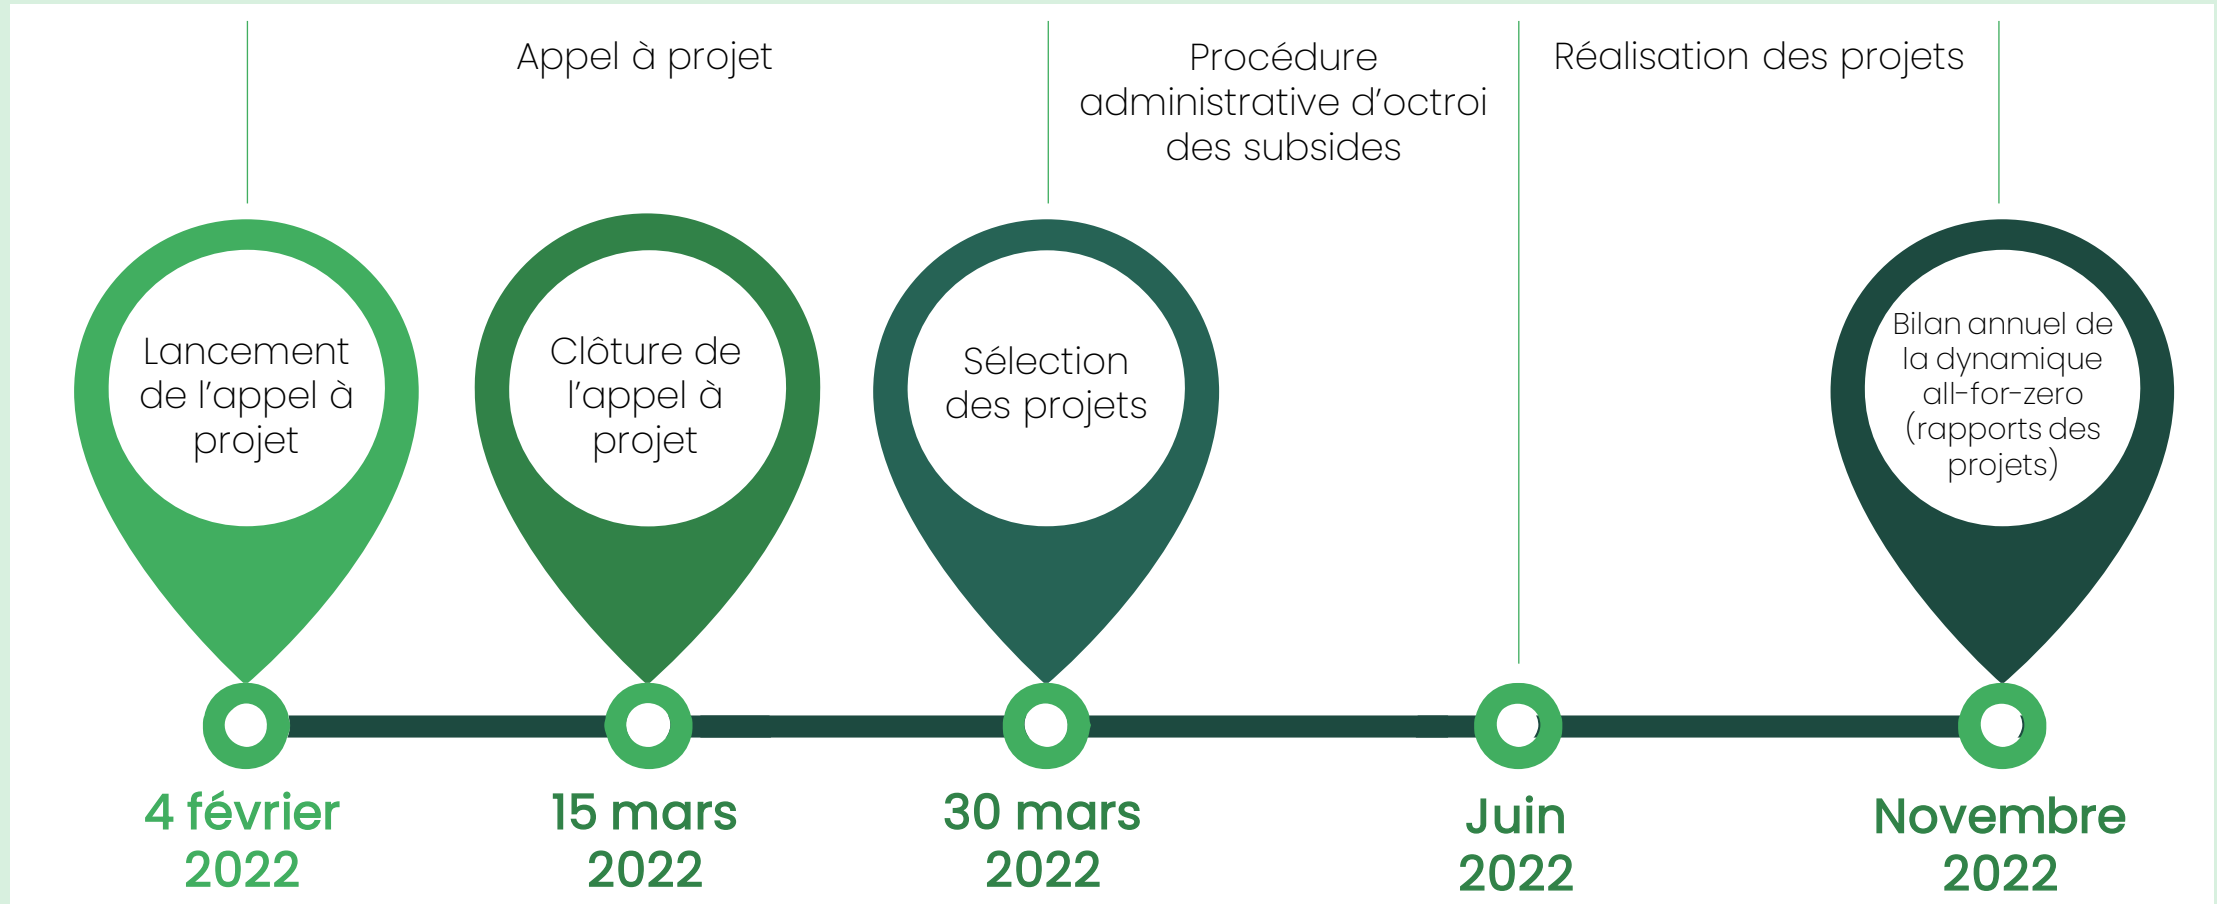 Appel à projet
Procédure
administrative d’octroi
des subsides
Réalisation des projets
Lancement
de l’appel à
projet
Clôture de
l’appel à
projet
Sélection
des projets
Bilan annuel de
la dynamique
all-for-zero
(rapports des
projets)
4 février
2022
15 mars
2022
30 mars
2022
Juin
2022
Novembre
2022